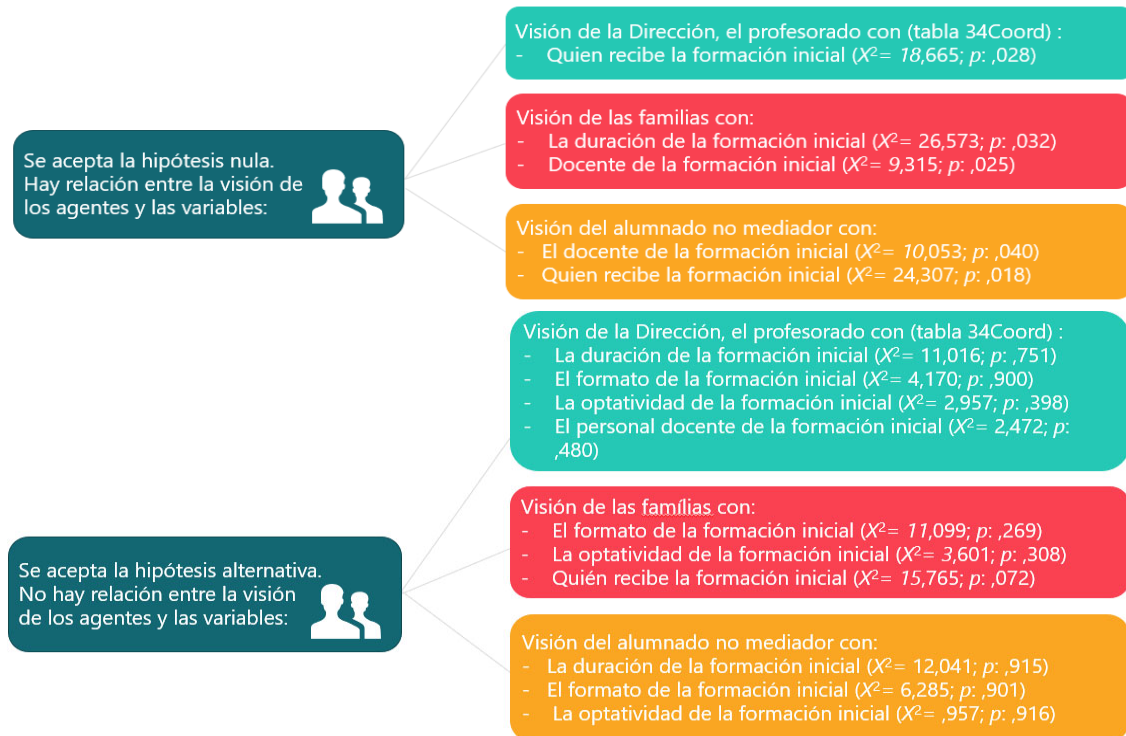 Se acepta la hipótesis nula.
Hay relación entre la visión de
los agentes y las variables:
Visión de la Dirección, el profesorado con (tabla 34Coord) :
- Quien recibe la formación inicial (X²= 18,665; p: ,028)
Visión de las familias con:
- La duración de la formación inicial (X²= 26,573; p: ,032)
- Docente de la formación inicial (X²= 9,315; p: ,025)
Visión del alumnado no mediador con:
- El docente de la formación inicial (X²= 10,053; p: ,040)
- Quien recibe la formación inicial (X²= 24,307; p: ,018)
Se acepta la hipótesis alternativa.
No hay relación entre la visión
de los agentes y las variables:
Visión de la Dirección, el profesorado con (tabla 34Coord) :
- La duración de la formación inicial (X²= 11,016; p: ,751)
- El formato de la formación inicial (X²= 4,170; p: ,900)
- La optatividad de la formación inicial (X²= 2,957; p: ,398)
- El personal docente de la formación inicial (X²= 2,472; p:
,480)
Visión de las famílias con:
- El formato de la formación inicial (X²= 11,099; p: ,269)
- La optatividad de la formación inicial (X²= 3,601; p: ,308)
- Quién recibe la formación inicial (X²= 15,765; p: ,072)
Visión del alumnado no mediador con:
- La duración de la formación inicial (X²= 12,041; p: ,915)
- El formato de la formación inicial (X²= 6,285; p: ,901)
- La optatividad de la formación inicial (X²= ,957; p: ,916)